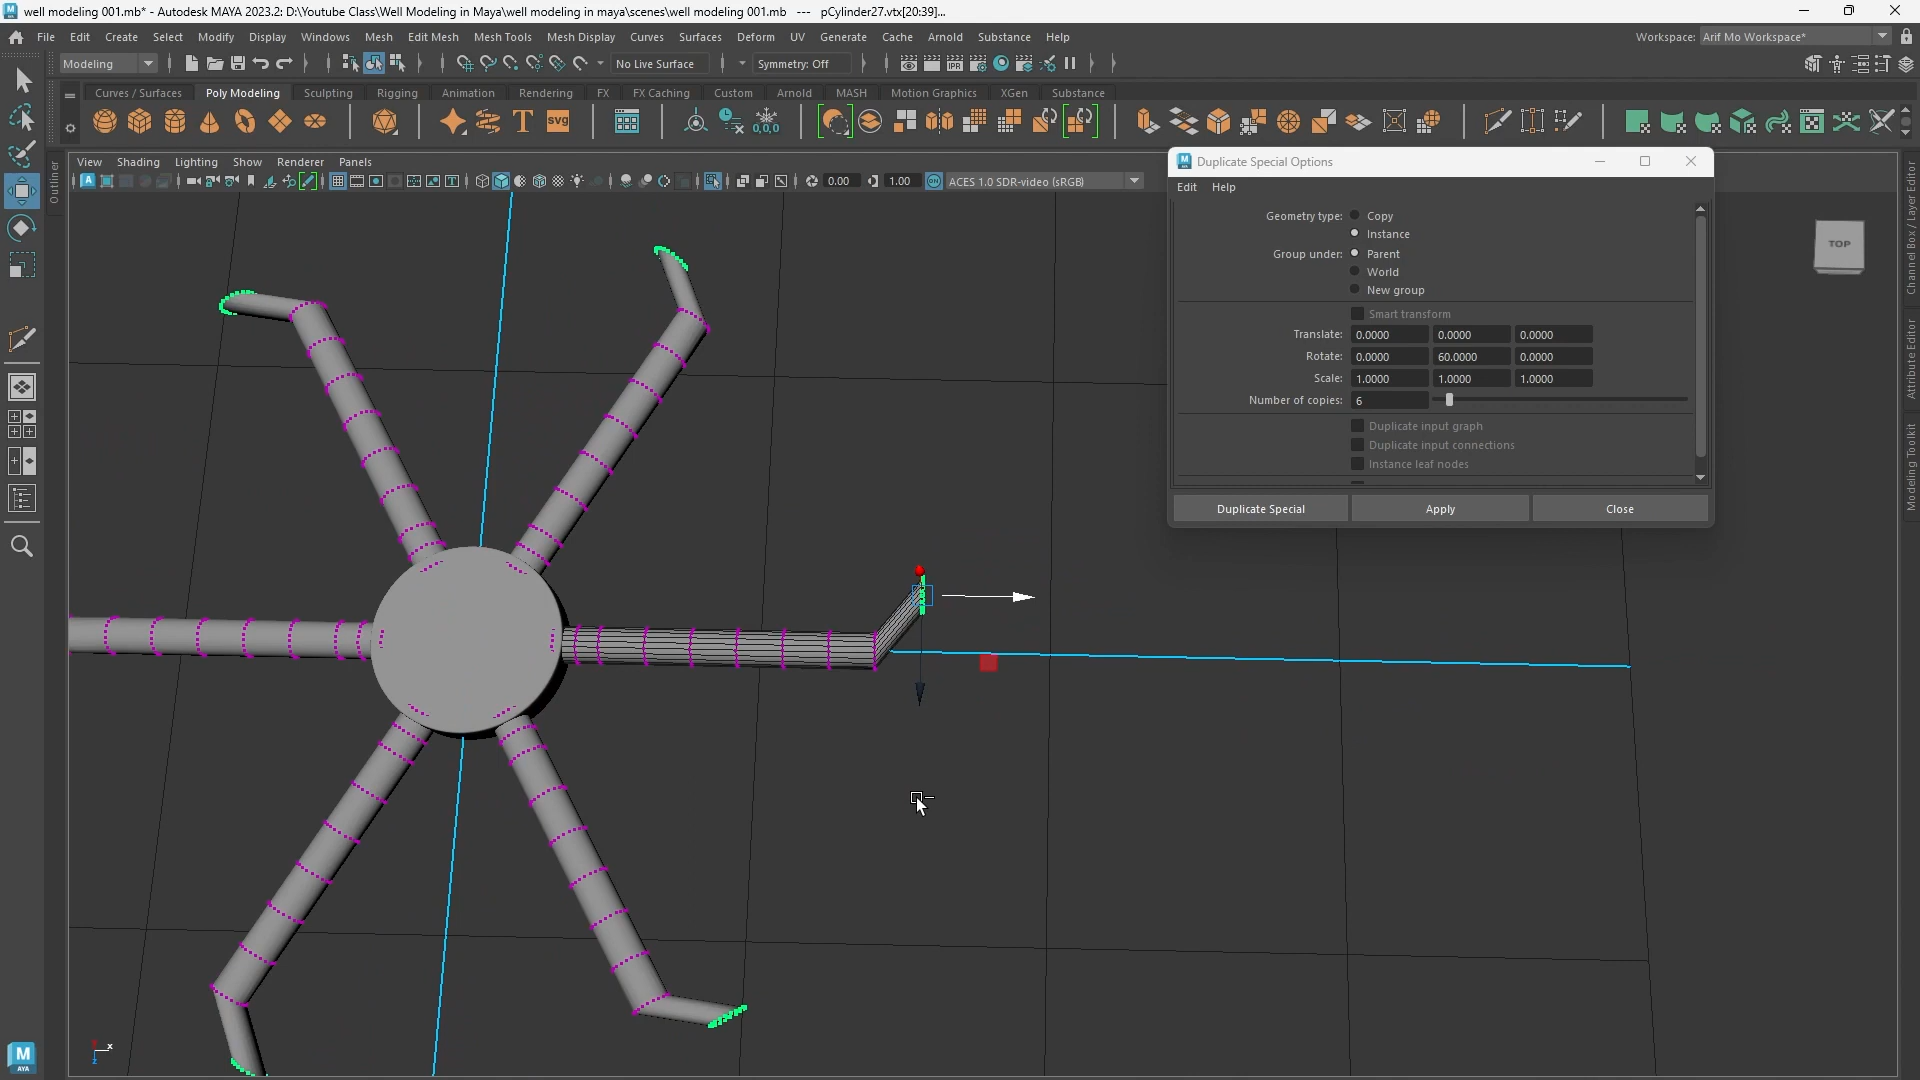 well modeling 001.mb* - Autodesk MAYA 2023.2: D:\Youtube Class\Well Modeling in Maya\well modeling in maya\scenes\well modeling 001.mb --- pCylinder27.vtx[20:39]...
File Edit Create Select Modify Display Windows Mesh Edit Mesh Mesh Tools Mesh Display Curves Surfaces Deform UV Generate Cache Arnold Substance Help
Workspace: Arif Mo Workspace*
Modeling
No Live Surface
Symmetry: Off
IPR
Curves / Surfaces Poly Modeling Sculpting Rigging Animation Rendering FX FX Caching Custom Arnold MASH Motion Graphics XGen Substance
T svg
0,0,0
View Shading Lighting Show Renderer Panels
0.00 1.00 ON ACES 1.0 SDR-video (sRGB)
Outliner
Duplicate Special Options
Edit Help
Geometry type: Copy
Instance
Group under: Parent
World
New group
Smart transform
Translate: 0.0000 0.0000 0.0000
Rotate: 0.0000 60.0000 0.0000
Scale: 1.0000 1.0000 1.0000
Number of copies: 6
Duplicate input graph
Duplicate input connections
Instance leaf nodes
Duplicate Special Apply Close
TOP
Channel Box / Layer Editor
Attribute Editor
Modeling Toolkit
x
z
M
AYA